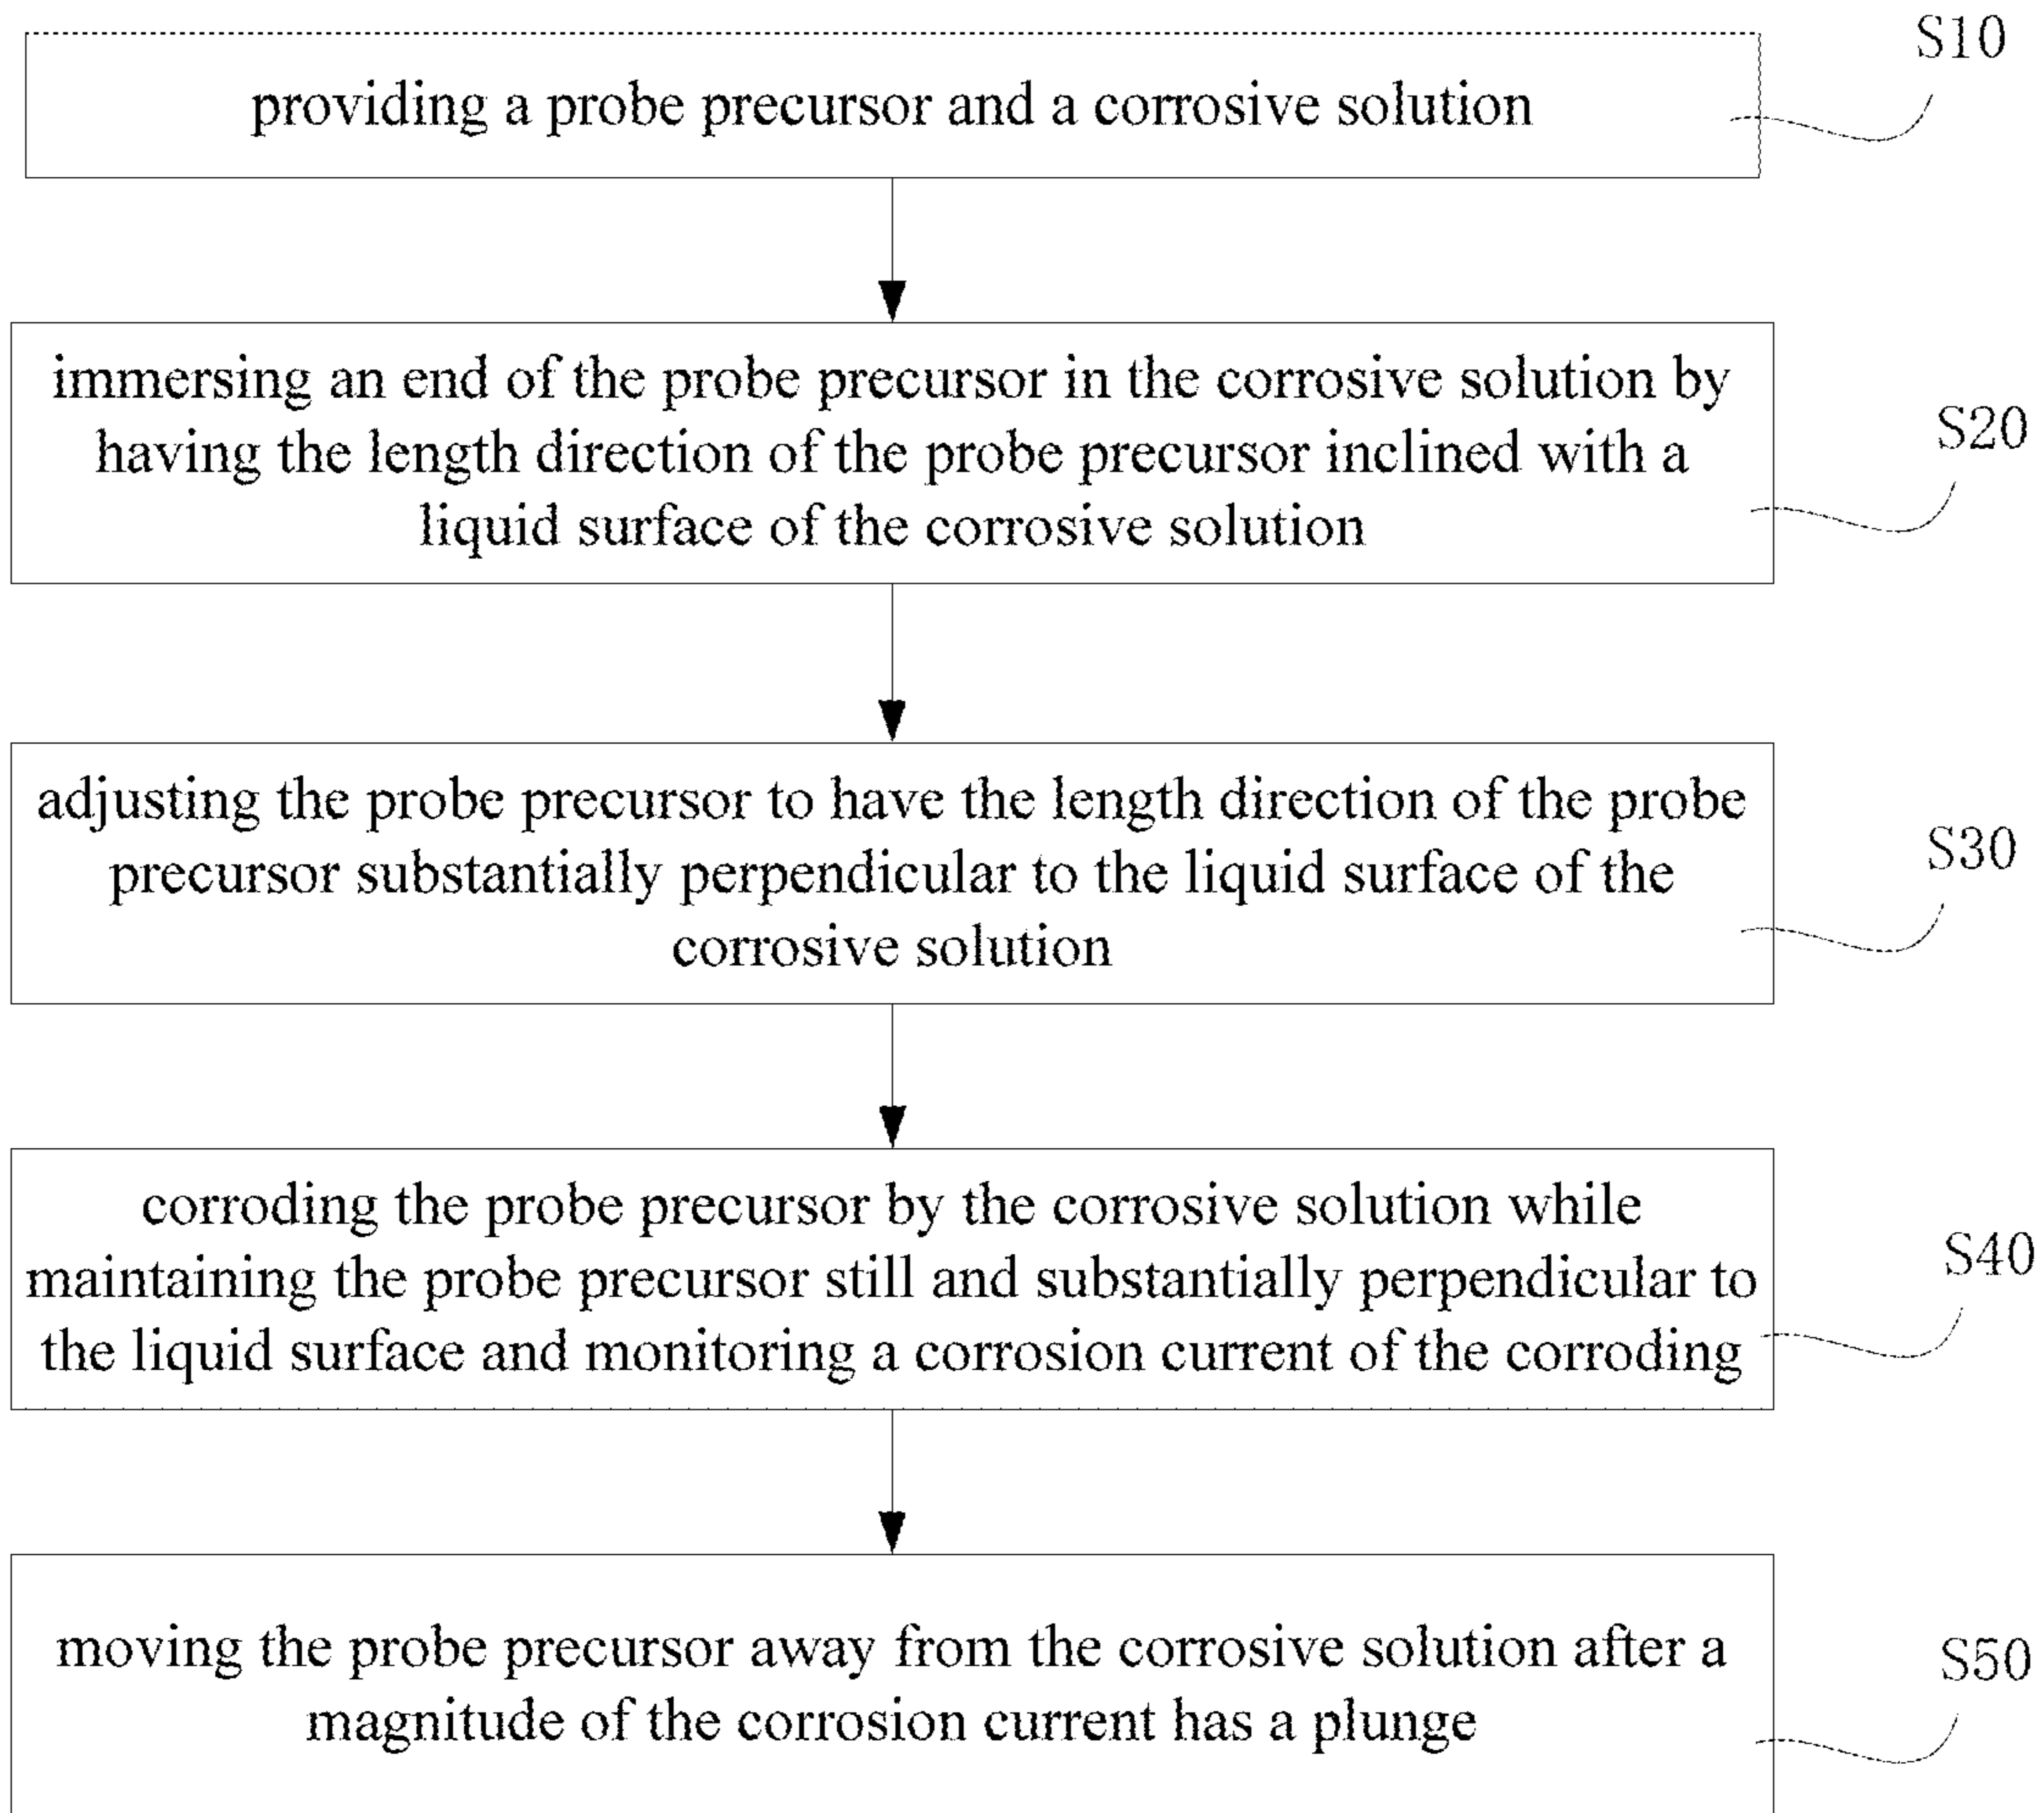 S10
providing a probe precursor and a corrosive solution
immersing an end of the probe precursor in the corrosive solution by
having the length direction of the probe precursor inclined with a
liquid surface of the corrosive solution
S20
adjusting the probe precursor to have the length direction of the probe
precursor substantially perpendicular to the liquid surface of the
corrosive solution
S30
corroding the probe precursor by the corrosive solution while
maintaining the probe precursor still and substantially perpendicular to
the liquid surface and monitoring a corrosion current of the corroding
S40
moving the probe precursor away from the corrosive solution after a
magnitude of the corrosion current has a plunge
S50